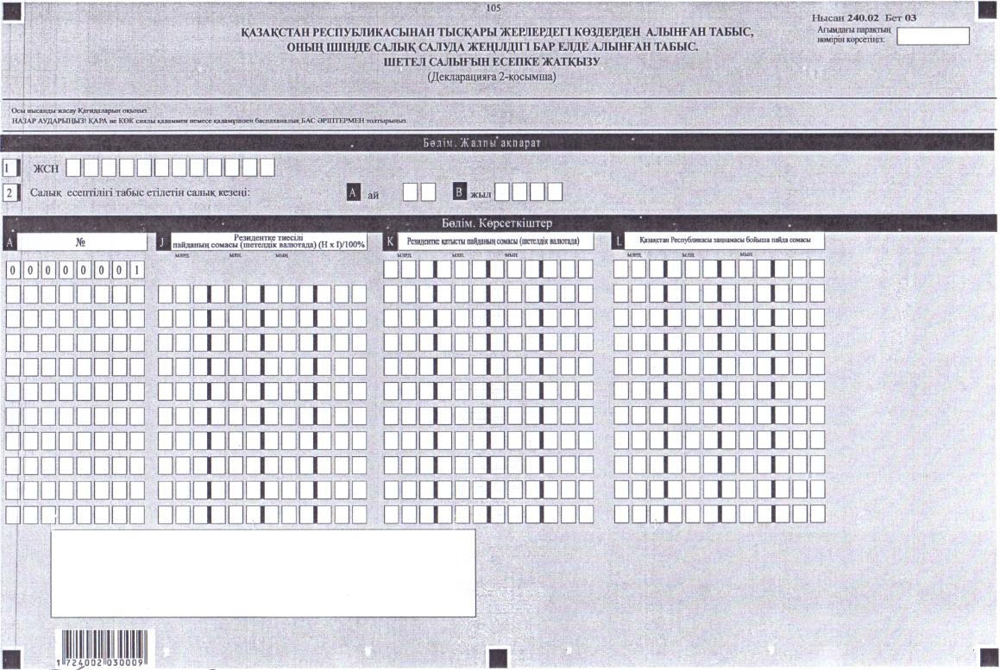 105
Нысан 240.02 Бет 03
Ағымдағы парақтың
нөмірін көрсетіңіз:
ҚАЗАҚСТАН РЕСПУБЛИКАСЫНАН ТЫСҚАРЫ ЖЕРЛЕРДЕГІ КӨЗДЕРДЕН АЛЫНҒАН ТАБЫС,
ОНЫҢ ІШІНДЕ САЛЫҚ САЛУДА ЖЕҢІЛДІГІ БАР ЕЛДЕ АЛЫНҒАН ТАБЫС.
ШЕТЕЛ САЛЫҒЫН ЕСЕПКЕ ЖАТҚЫЗУ
(Декларацияға 2-қосымша)
Осы нысанды жасау Қағидаларын оқыңыз.
НАЗАР АУДАРЫҢЫЗ! ҚАРА не КӨК сиялы қаламмен немесе қаламұшпен баспаханалық БАС ӘРІПТЕРМЕН толтырыңыз.
Бөлім. Жалпы ақпарат
1 ЖСН
2 Салық есептілігі табыс етілетін салық кезеңі: A ай B жыл
Бөлім. Көрсеткіштер
A №
J Резидентке тиесілі
пайданың сомасы (шетелдік валютада) (H x I)/100%
K Резидентке қатысты пайданың сомасы (шетелдік валютада)
L Қазақстан Республикасы заңнамасы бойыша пайда сомасы
млрд. млн. мың млрд. млн. мың млрд. млн. мың
0 0 0 0 0 0 0 1
1 724002 030009